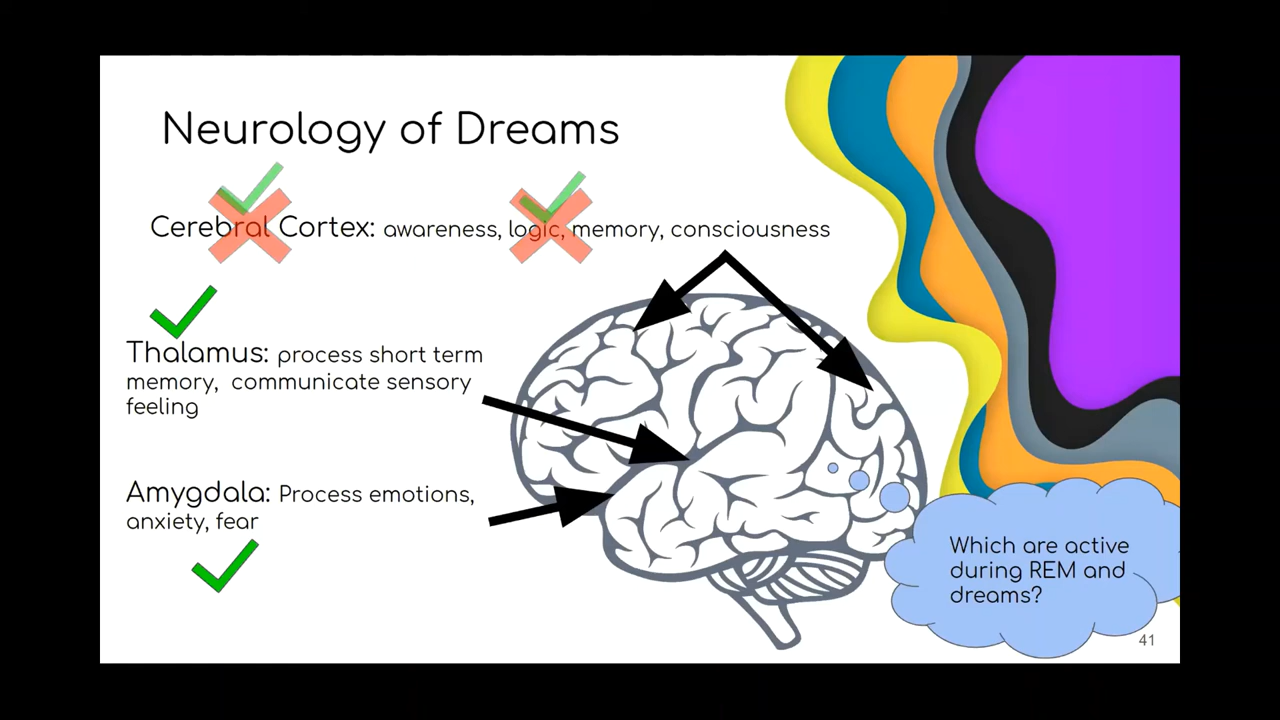 Neurology of Dreams
Cerebral Cortex: awareness, logic, memory, consciousness
Thalamus: process short term
memory, communicate sensory
feeling
Amygdala: Process emotions,
anxiety, fear
Which are active
during REM and
dreams?
41